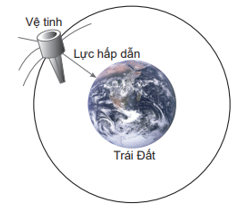 Vệ tinh
Lực hấp dẫn
Trái Đất